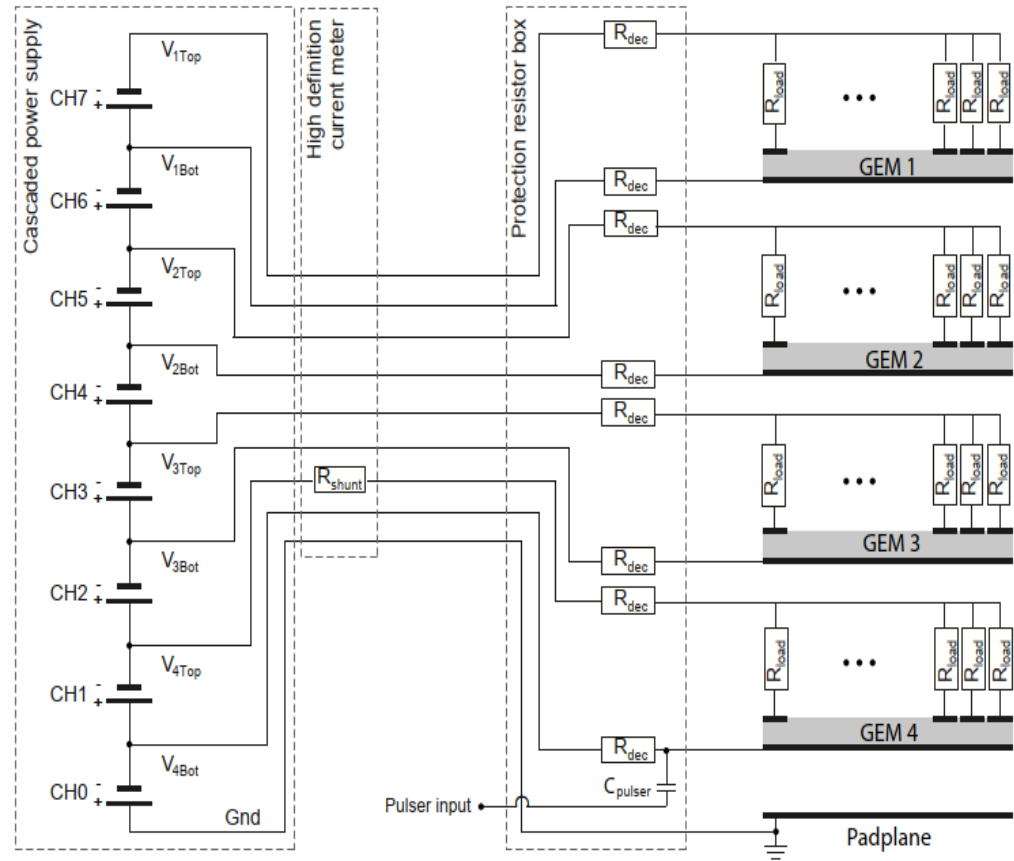 Cascaded power supply
High definition
current meter
Protection resistor box
V1Top
CH7 - +
V1Bot
CH6 - +
V2Top
CH5 - +
V2Bot
CH4 - +
V3Top
CH3 - +
V3Bot
CH2 - +
V4Top
CH1 - +
V4Bot
CH0 - +
Gnd
Rshunt
Rdec
Rdec
Rdec
Rdec
Rdec
Rdec
Rdec
Rdec
Cpulser
Pulser input
Rload ••• Rload Rload Rload
GEM 1
Rload ••• Rload Rload Rload
GEM 2
Rload ••• Rload Rload Rload
GEM 3
Rload ••• Rload Rload Rload
GEM 4
Padplane